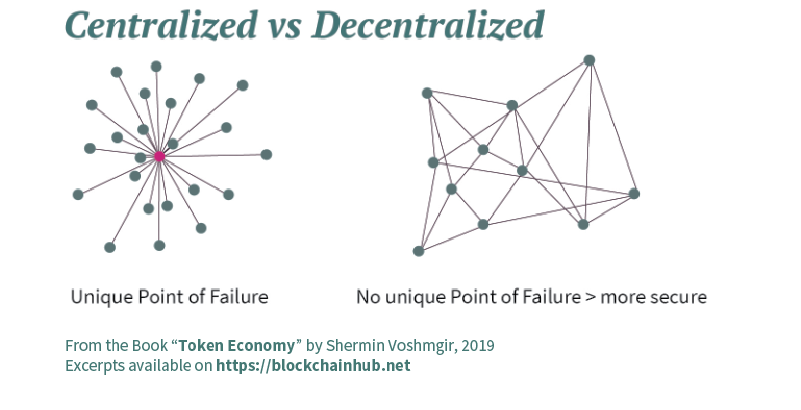 Centralized vs Decentralized
Unique Point of Failure
No unique Point of Failure > more secure
From the Book “Token Economy” by Shermin Voshmgir, 2019
Excerpts available on https://blockchainhub.net